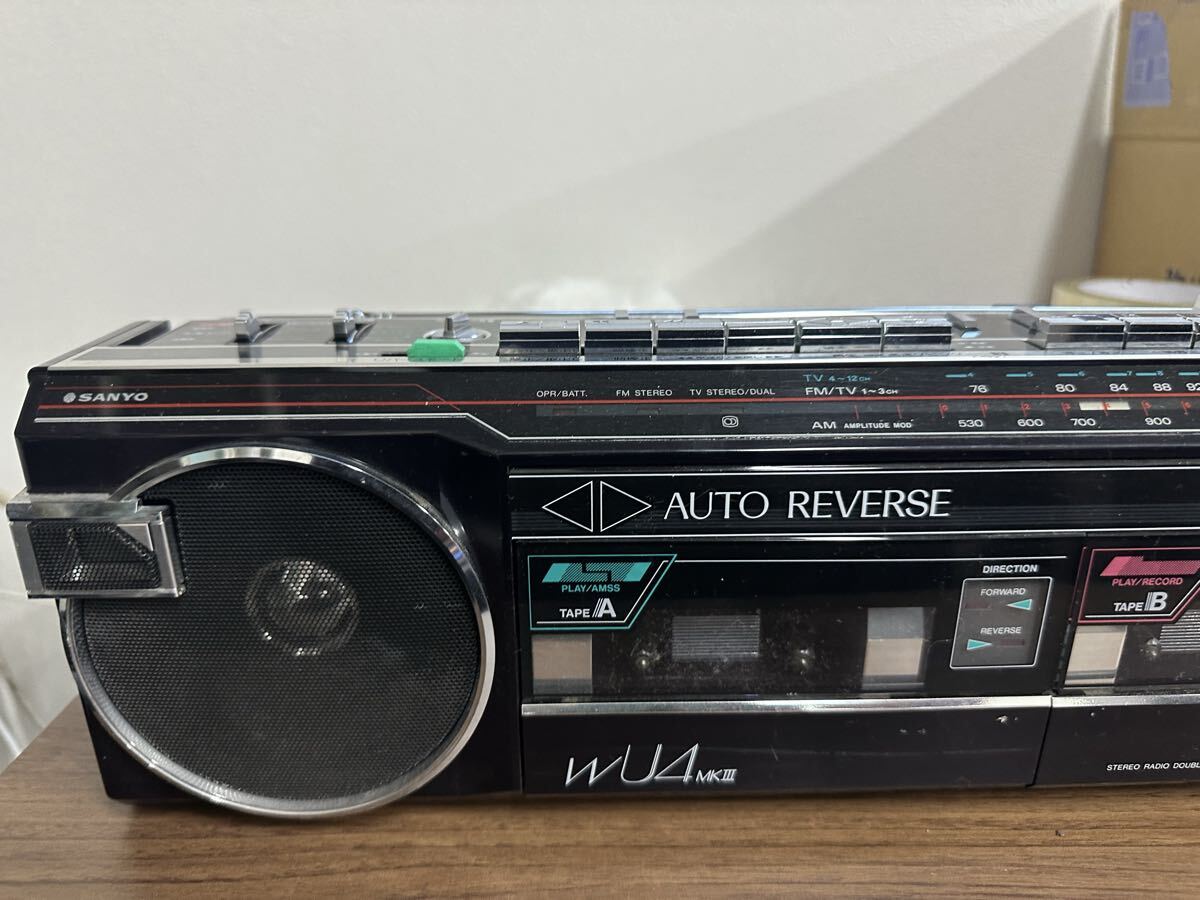 SANYO
OPR/BATT. FM STEREO TV STEREO/DUAL
TV 4~12CH
FM/TV 1~3CH 76 80 84 88 92
AM AMPLITUDE MOD 530 600 700 900
AUTO REVERSE
PLAY/AMSS
TAPE A
DIRECTION
FORWARD
REVERSE
PLAY/RECORD
TAPE B
WU4 MKIII
STEREO RADIO DOUBL